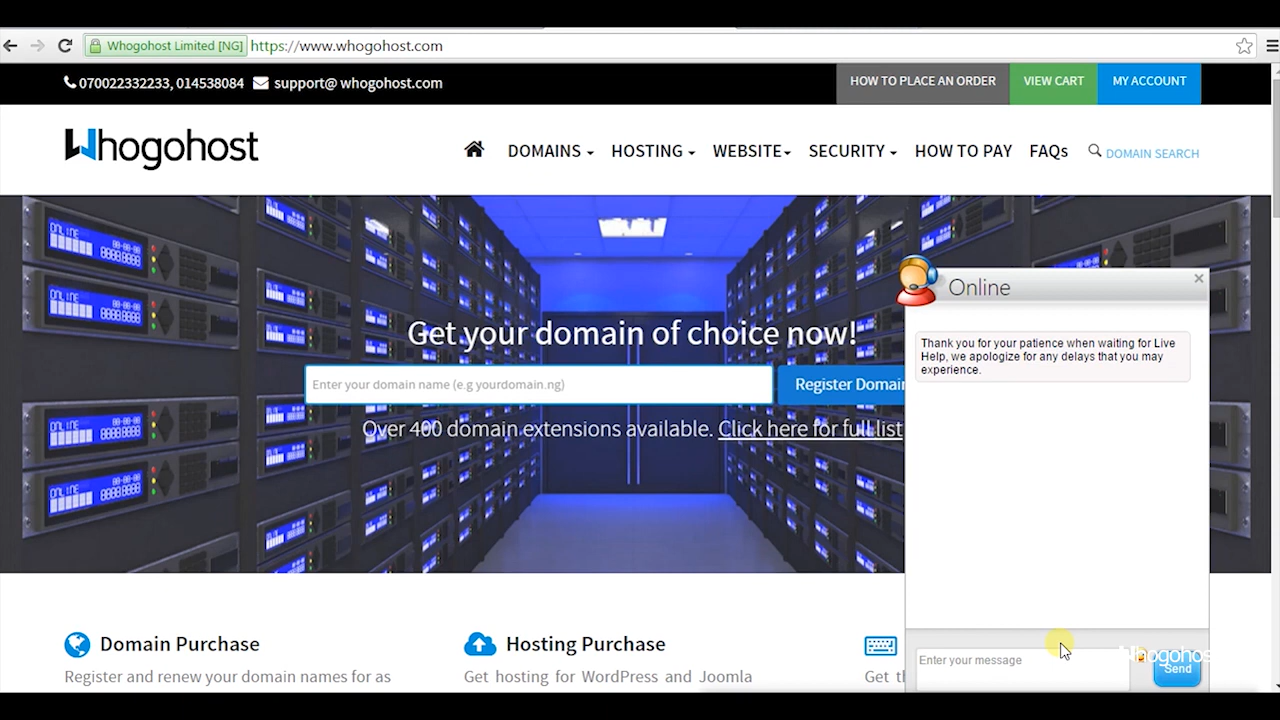 Whogohost Limited [NG] https://www.whogohost.com
070022332233, 014538084 support@ whogohost.com
HOW TO PLACE AN ORDER VIEW CART MY ACCOUNT
Whogohost
DOMAINS HOSTING WEBSITE SECURITY HOW TO PAY FAQs DOMAIN SEARCH
Get your domain of choice now!
Enter your domain name (e.g yourdomain.ng) Register Domain
Over 400 domain extensions available. Click here for full list
Online
Thank you for your patience when waiting for Live
Help, we apologize for any delays that you may
experience.
Domain Purchase
Register and renew your domain names for as
Hosting Purchase
Get hosting for WordPress and Joomla
Get
Enter your message
Send
Whogohos